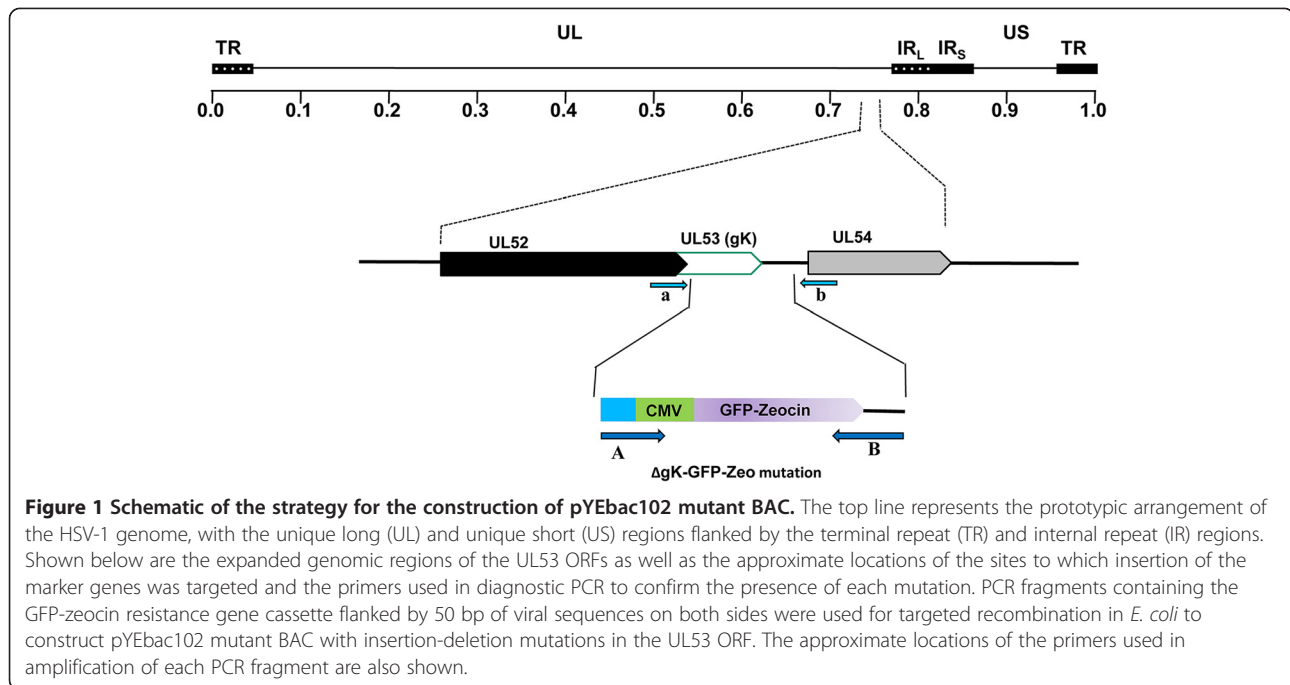 UL
US
TR
IRL
IRS
TR
0.0 0.1 0.2 0.3 0.4 0.5 0.6 0.7 0.8 0.9 1.0
UL52
UL53 (gK)
UL54
a
b
CMV
GFP-Zeocin
A
B
ΔgK-GFP-Zeo mutation
Figure 1 Schematic of the strategy for the construction of pYEbac102 mutant BAC. The top line represents the prototypic arrangement of
the HSV-1 genome, with the unique long (UL) and unique short (US) regions flanked by the terminal repeat (TR) and internal repeat (IR) regions.
Shown below are the expanded genomic regions of the UL53 ORFs as well as the approximate locations of the sites to which insertion of the
marker genes was targeted and the primers used in diagnostic PCR to confirm the presence of each mutation. PCR fragments containing the
GFP-zeocin resistance gene cassette flanked by 50 bp of viral sequences on both sides were used for targeted recombination in E. coli to
construct pYEbac102 mutant BAC with insertion-deletion mutations in the UL53 ORF. The approximate locations of the primers used in
amplification of each PCR fragment are also shown.